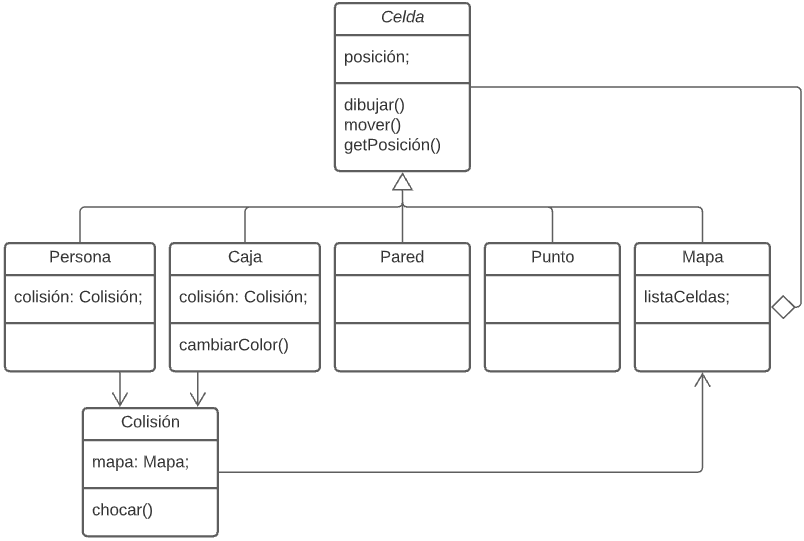 Celda
posición;
dibujar()
mover()
getPosición()
Persona
colisión: Colisión;
Caja
colisión: Colisión;
cambiarColor()
Pared
Punto
Mapa
listaCeldas;
Colisión
mapa: Mapa;
chocar()